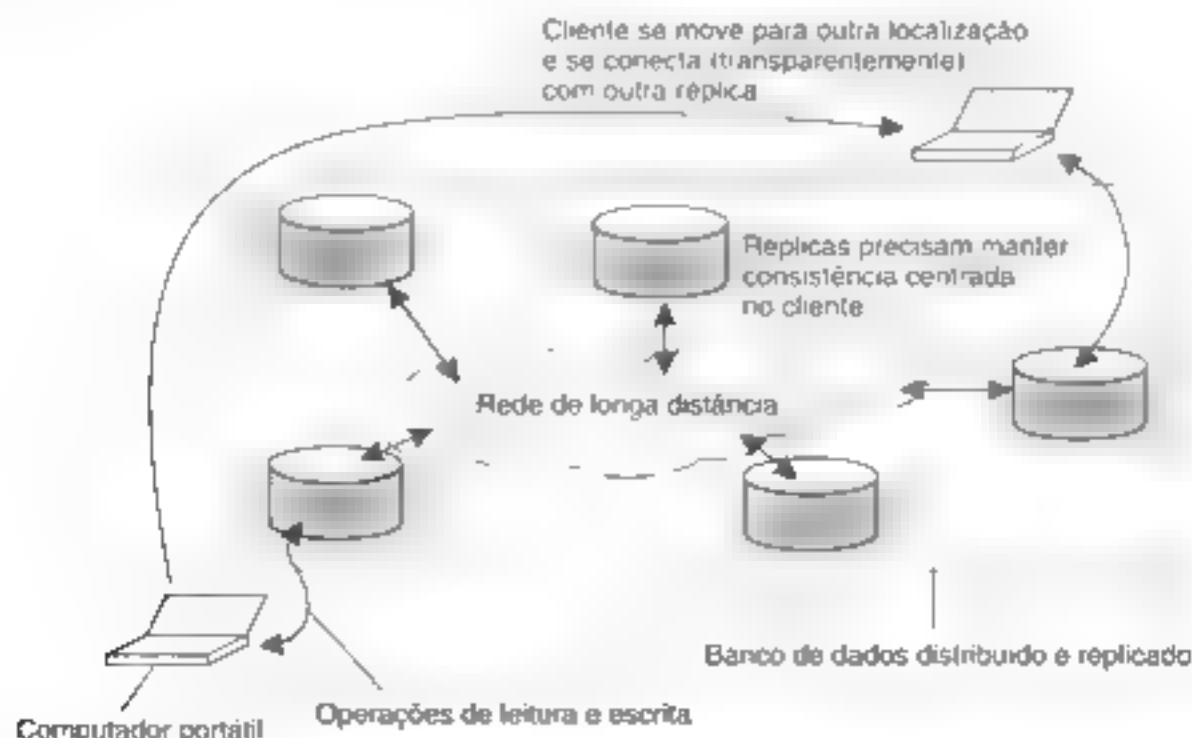 Cliente se move para outra localização
e se conecta (transparentemente)
com outra réplica
Réplicas precisam manter
consistência centrada
no cliente
Rede de longa distância
Banco de dados distribuído e replicado
Operações de leitura e escrita
Computador portátil